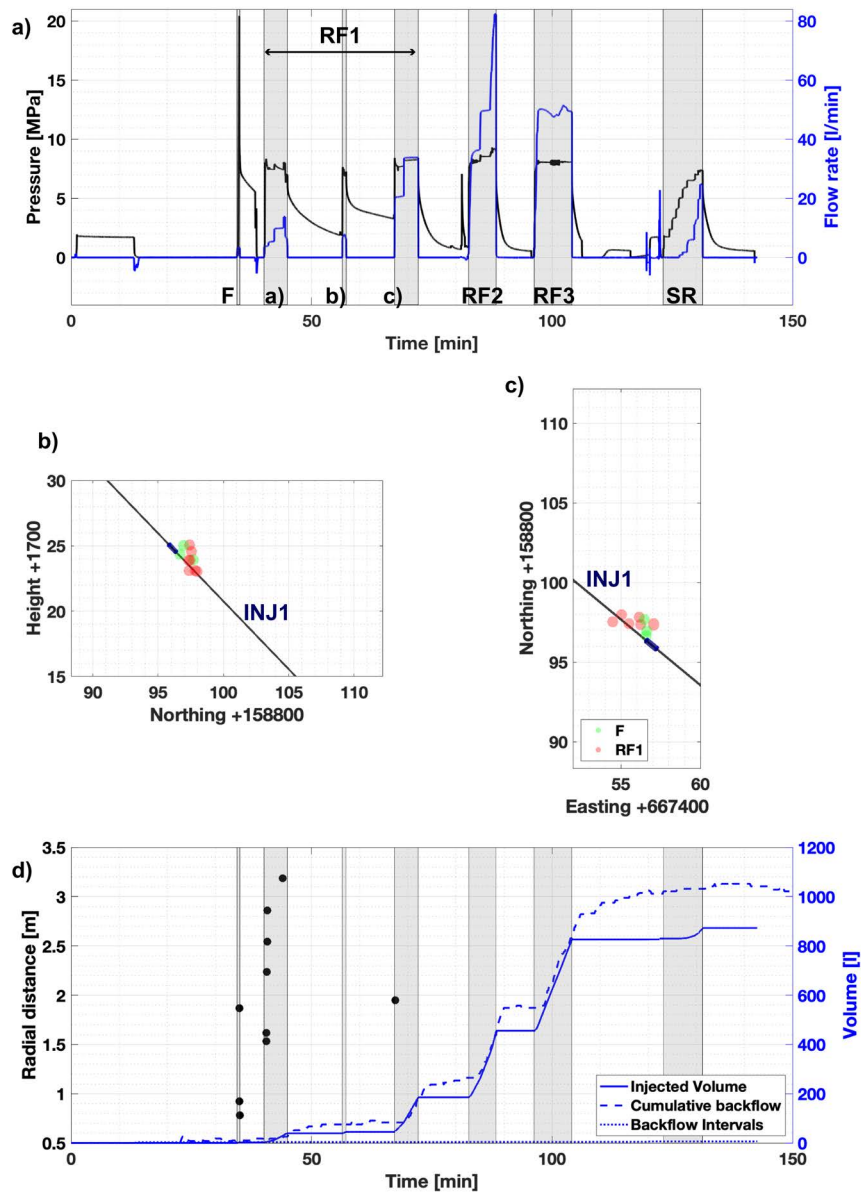 a)
RF1
20
15
10
5
0
Pressure [MPa]
80
60
40
20
0
Flow rate [l/min]
F a) b) c) RF2 RF3 SR
0 50 100 150
Time [min]
b)
30
25
20
15
Height +1700
INJ1
90 95 100 105 110
Northing +158800
c)
110
105
100
95
90
Northing +158800
INJ1
F
RF1
55 60
Easting +667400
d)
3.5
3
2.5
2
1.5
1
0.5
Radial distance [m]
1200
1000
800
600
400
200
0
Volume [l]
Injected Volume
Cumulative backflow
Backflow Intervals
0 50 100 150
Time [min]